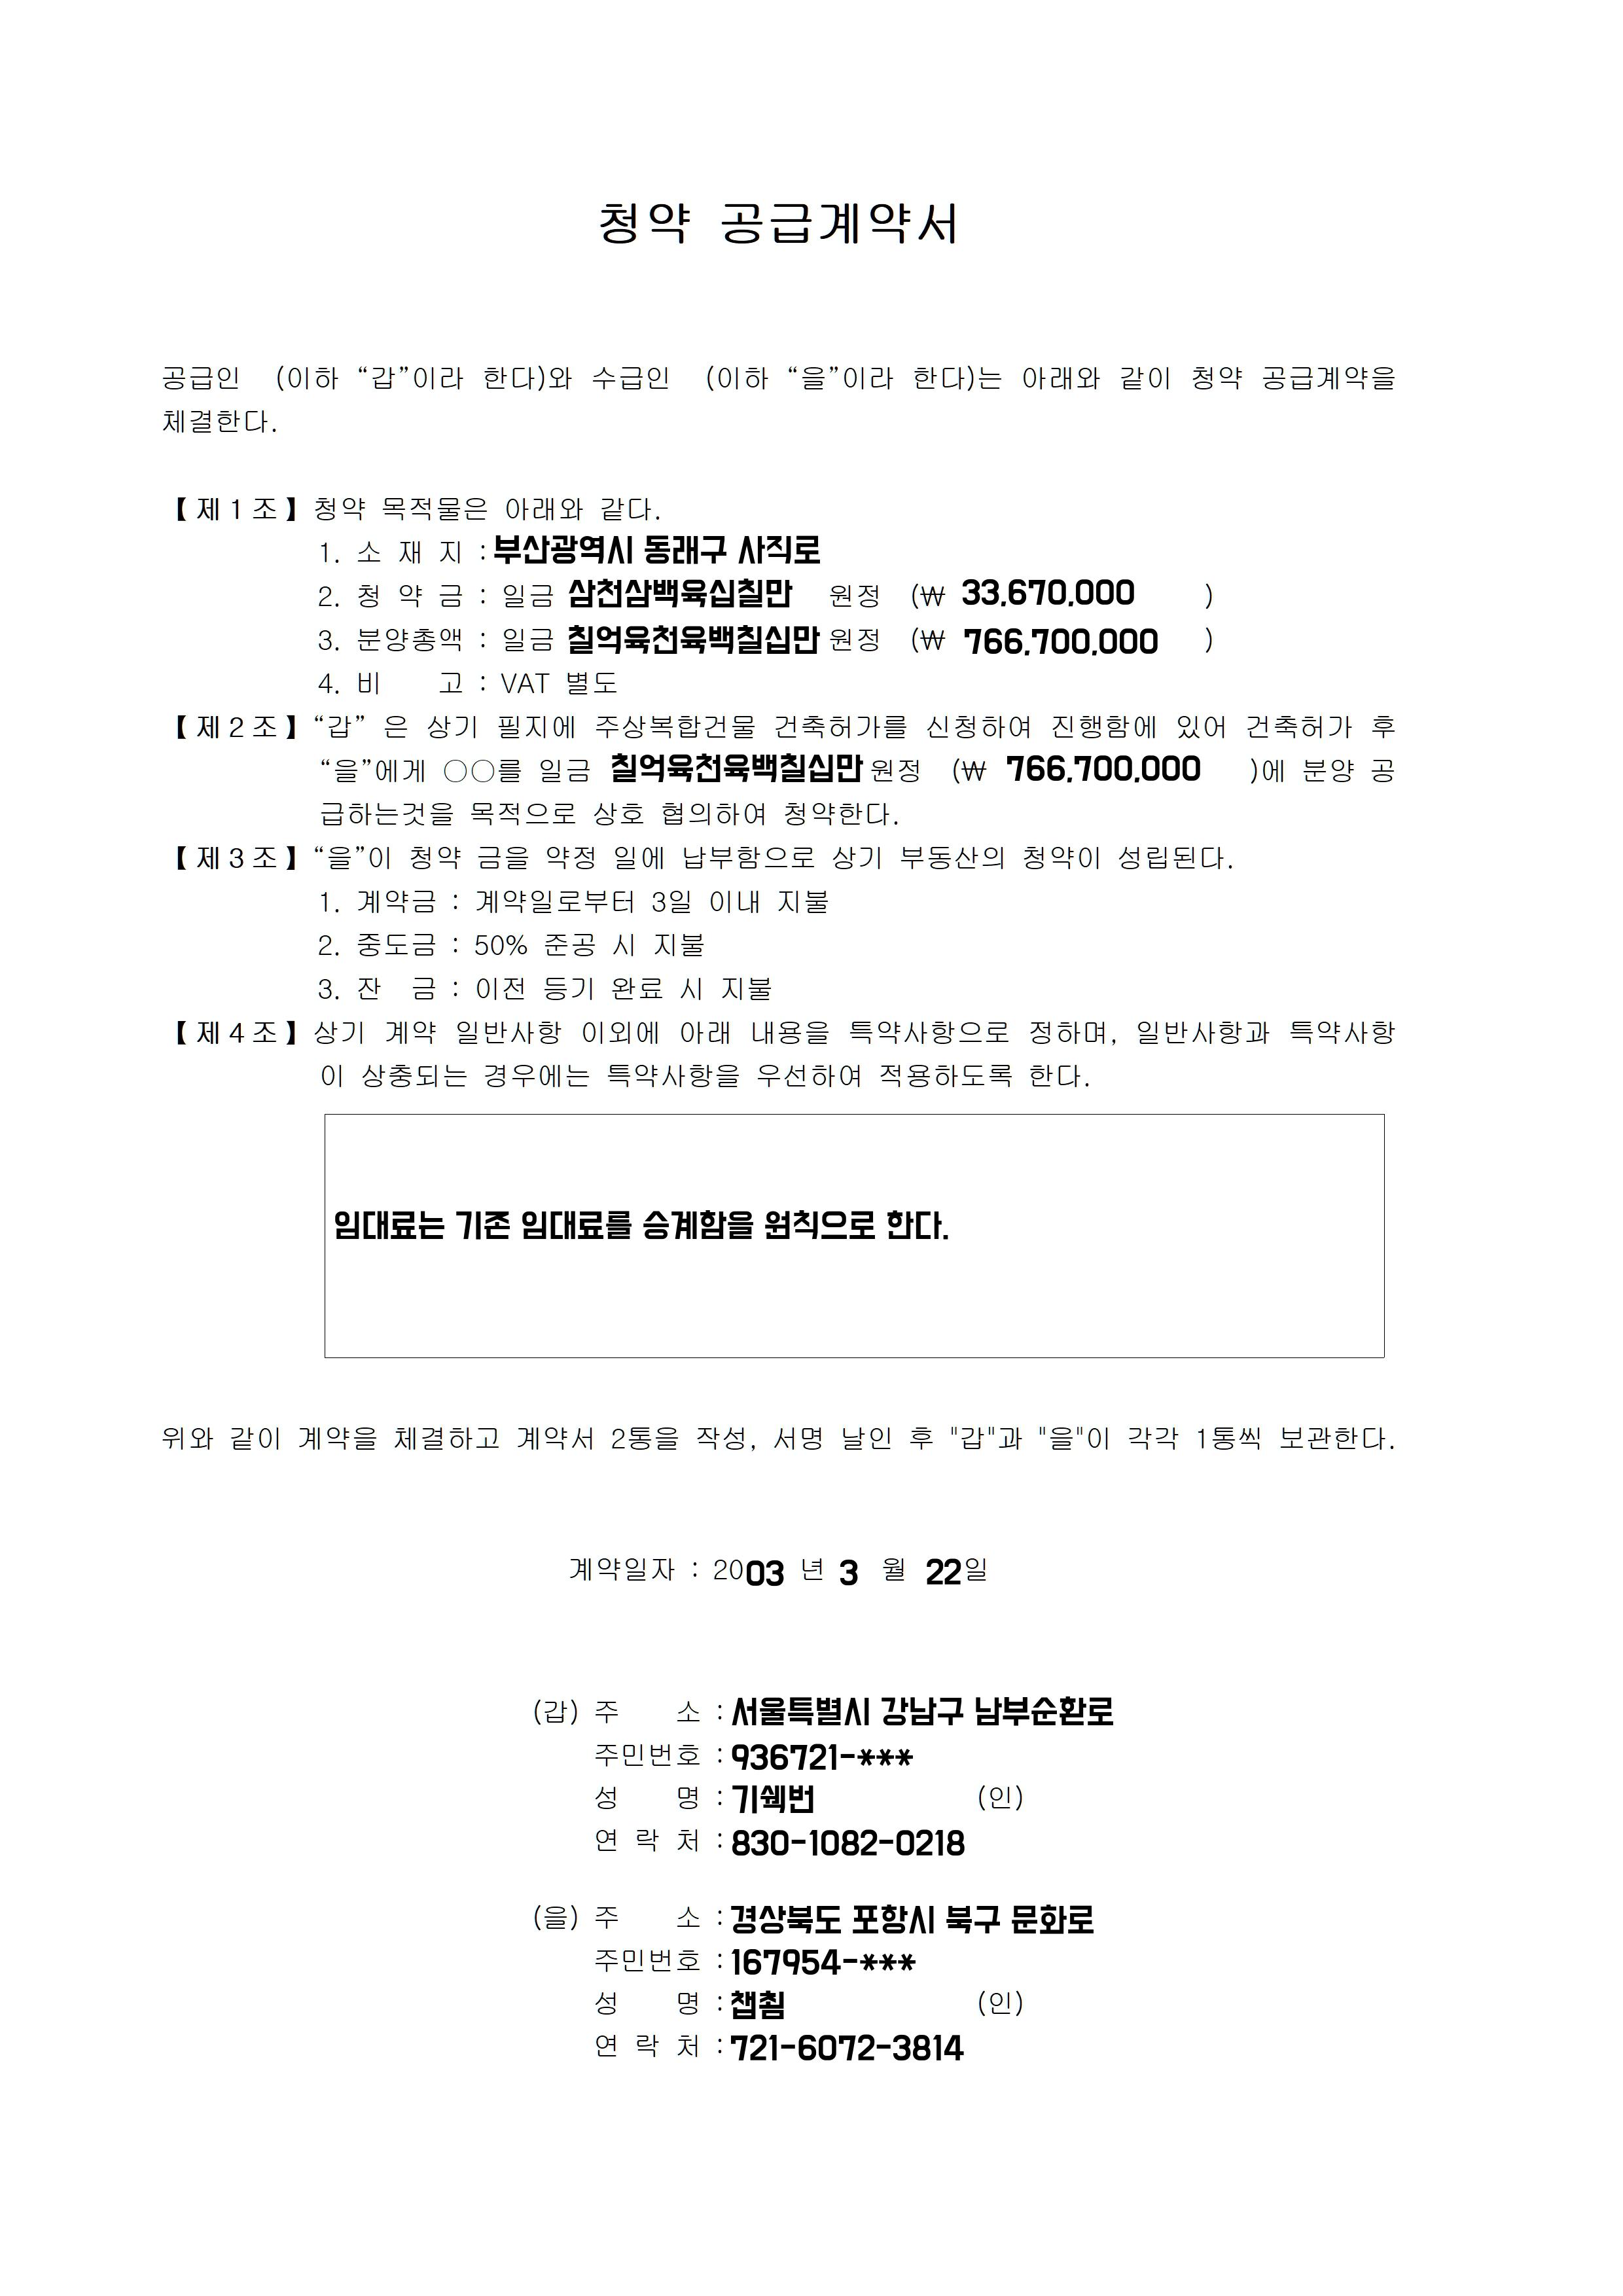 청약 공급계약서
공급인 (이하 “갑”이라 한다)와 수급인 (이하 “을”이라 한다)는 아래와 같이 청약 공급계약을
체결한다.
【제1조】청약 목적물은 아래와 같다.
1. 소 재 지 : 부산광역시 동래구 사직로
2. 청 약 금 : 일금 삼천삼백육십칠만 원정 (₩ 33,670,000 )
3. 분양총액 : 일금 칠억육천육백칠십만 원정 (₩ 766,700,000 )
4. 비 고 : VAT 별도
【제2조】“갑” 은 상기 필지에 주상복합건물 건축허가를 신청하여 진행함에 있어 건축허가 후
“을”에게 ○○를 일금 칠억육천육백칠십만 원정 (₩ 766,700,000 )에 분양 공
급하는것을 목적으로 상호 협의하여 청약한다.
【제3조】“을”이 청약 금을 약정 일에 납부함으로 상기 부동산의 청약이 성립된다.
1. 계약금 : 계약일로부터 3일 이내 지불
2. 중도금 : 50% 준공 시 지불
3. 잔 금 : 이전 등기 완료 시 지불
【제4조】상기 계약 일반사항 이외에 아래 내용을 특약사항으로 정하며, 일반사항과 특약사항
이 상충되는 경우에는 특약사항을 우선하여 적용하도록 한다.
임대료는 기존 임대료를 승계함을 원칙으로 한다.
위와 같이 계약을 체결하고 계약서 2통을 작성, 서명 날인 후 "갑"과 "을"이 각각 1통씩 보관한다.
계약일자 : 2003 년 3 월 22일
(갑) 주 소 : 서울특별시 강남구 남부순환로
주민번호 : 936721-***
성 명 : 기쉑번 (인)
연 락 처 : 830-1082-0218
(을) 주 소 : 경상북도 포항시 북구 문화로
주민번호 : 167954-***
성 명 : 챕췸 (인)
연 락 처 : 721-6072-3814